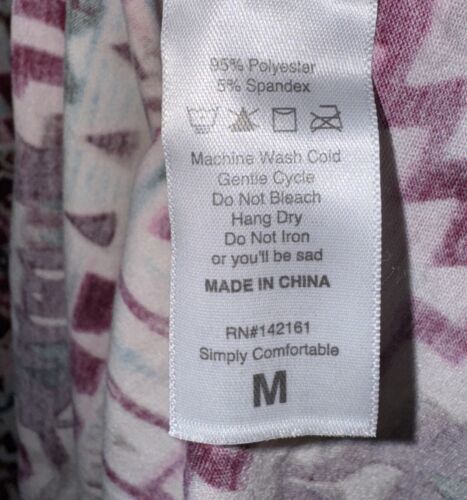 95% Polyester
5% Spandex
Machine Wash Cold
Gentle Cycle
Do Not Bleach
Hang Dry
Do Not Iron
or you'll be sad
MADE IN CHINA
RN#142161
Simply Comfortable
M